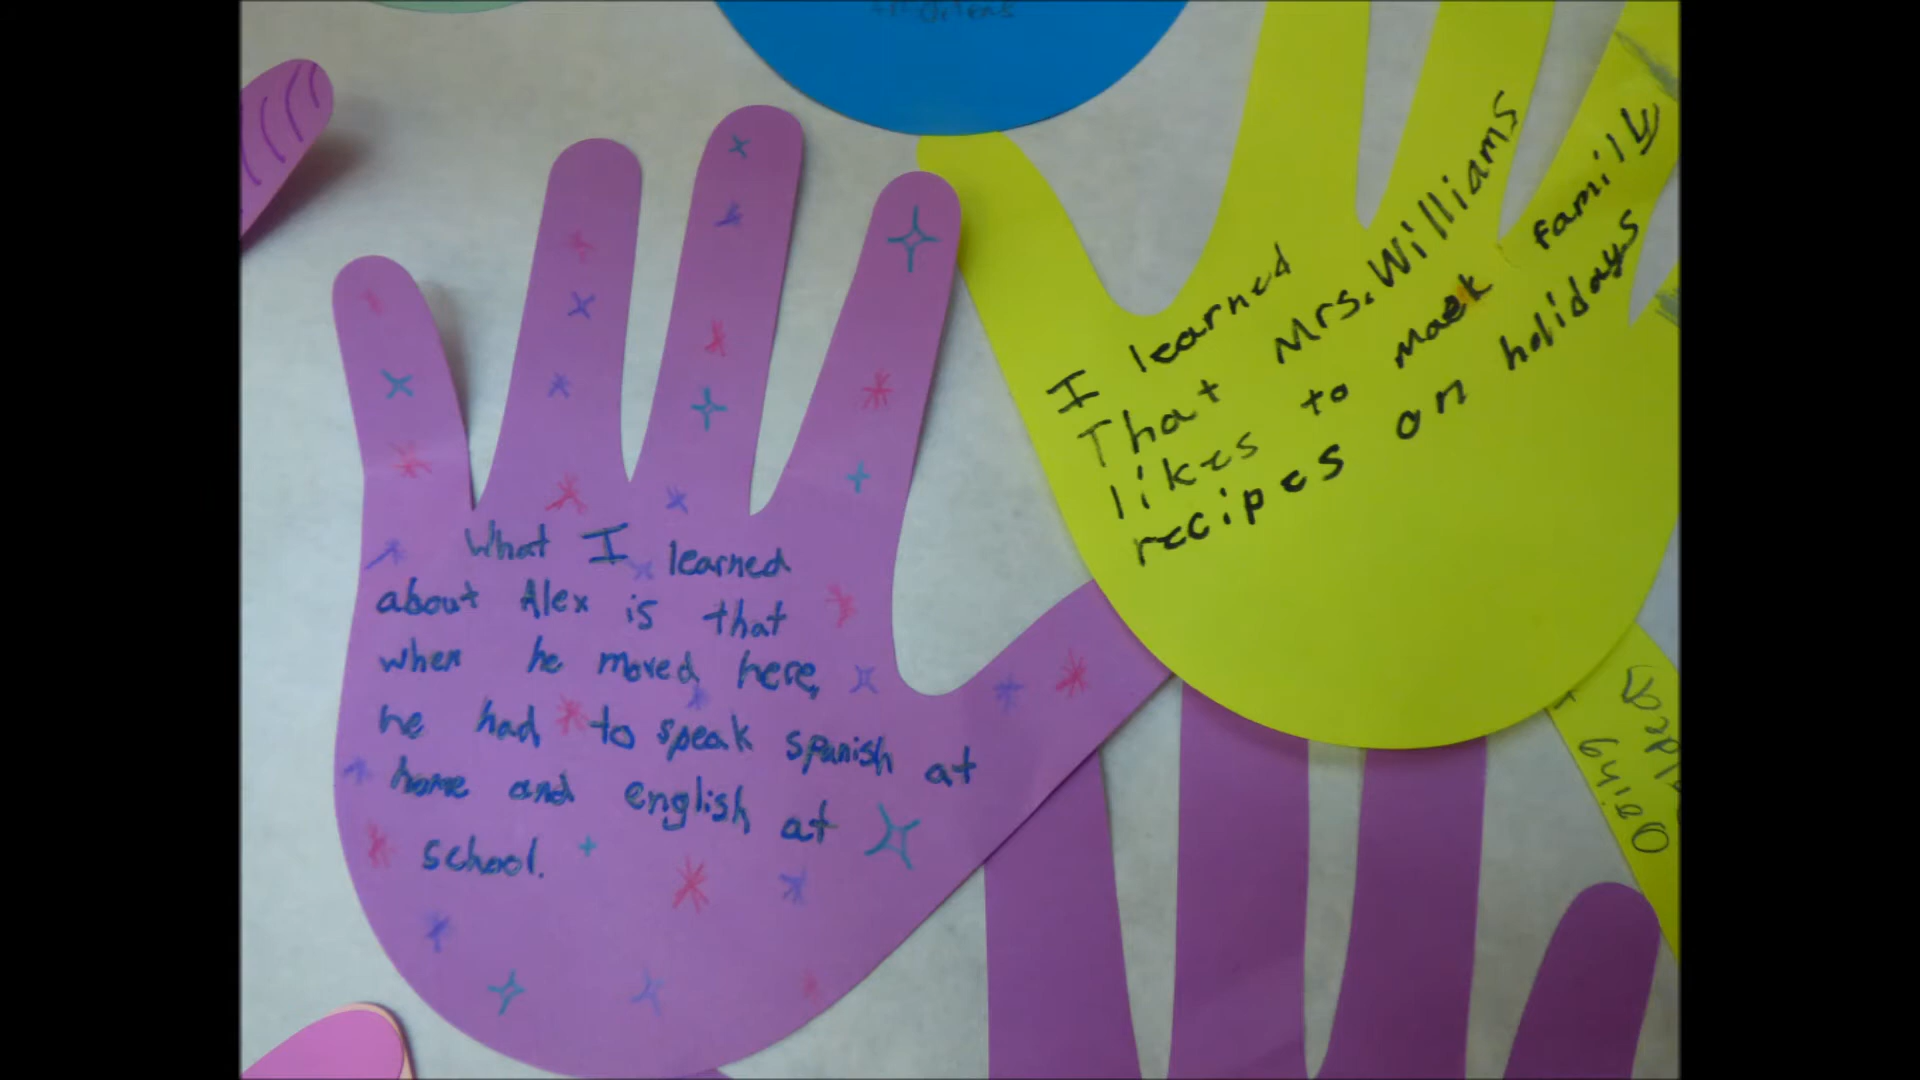 What I learned
about Alex is that
when he moved here,
he had to speak spanish at
home and english at
school.
I learned
That Mrs. Williams
likes to maek family
recipes on holidays